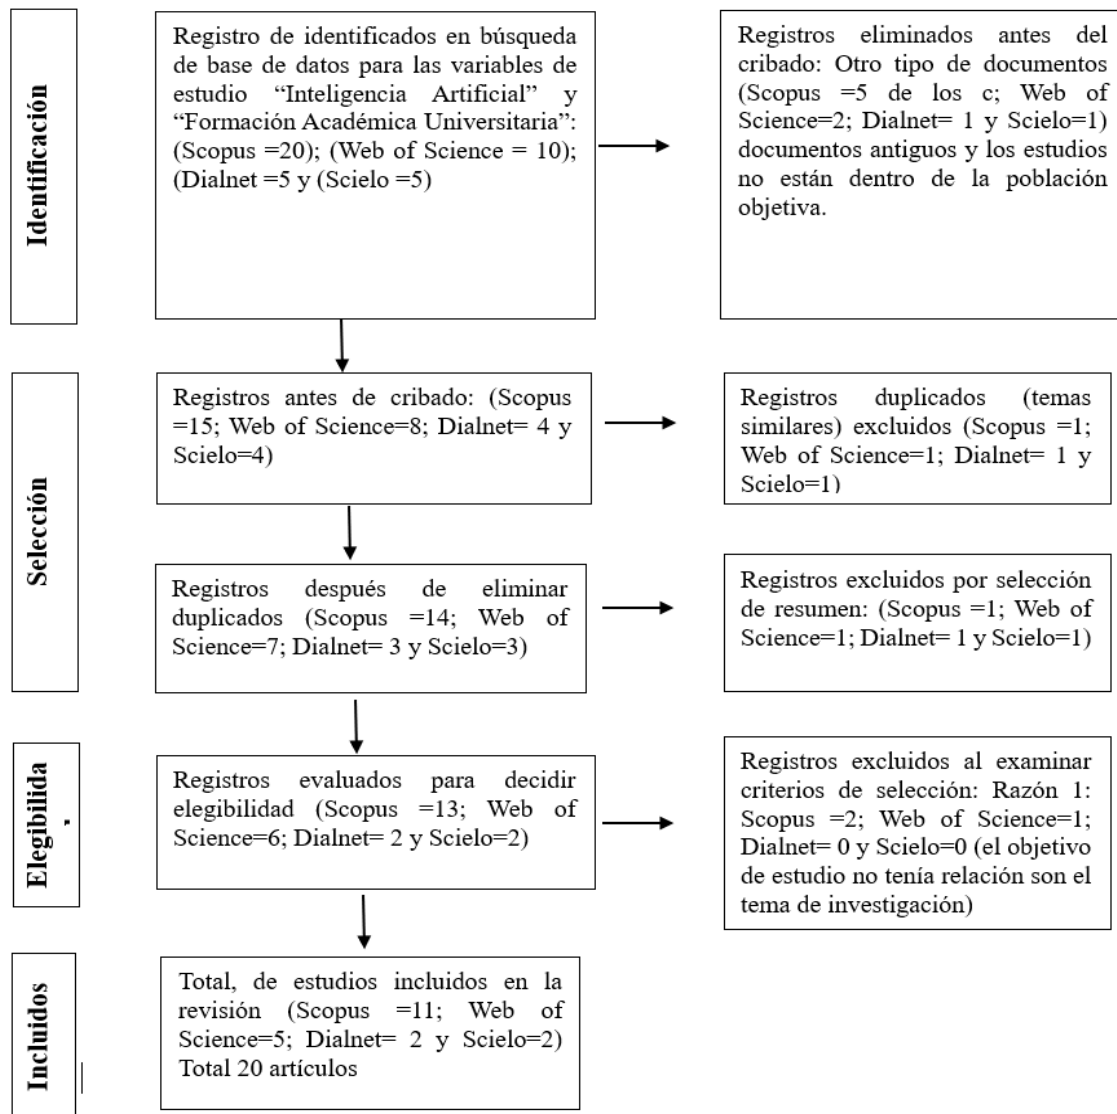 Identificación
Registro de identificados en búsqueda
de base de datos para las variables de
estudio “Inteligencia Artificial” y
“Formación Académica Universitaria”:
(Scopus =20); (Web of Science = 10);
(Dialnet =5 y (Scielo =5)
Registros eliminados antes del
cribado: Otro tipo de documentos
(Scopus =5 de los c; Web of
Science=2; Dialnet= 1 y Scielo=1)
documentos antiguos y los estudios
no están dentro de la población
objetiva.
Selección
Registros antes de cribado: (Scopus
=15; Web of Science=8; Dialnet= 4 y
Scielo=4)
Registros duplicados (temas
similares) excluidos (Scopus =1;
Web of Science=1; Dialnet= 1 y
Scielo=1)
Registros después de eliminar
duplicados (Scopus =14; Web of
Science=7; Dialnet= 3 y Scielo=3)
Registros excluidos por selección
de resumen: (Scopus =1; Web of
Science=1; Dialnet= 1 y Scielo=1)
Elegibilida
Registros evaluados para decidir
elegibilidad (Scopus =13; Web of
Science=6; Dialnet= 2 y Scielo=2)
Registros excluidos al examinar
criterios de selección: Razón 1:
Scopus =2; Web of Science=1;
Dialnet= 0 y Scielo=0 (el objetivo
de estudio no tenía relación son el
tema de investigación)
Incluidos
Total, de estudios incluidos en la
revisión (Scopus =11; Web of
Science=5; Dialnet= 2 y Scielo=2)
Total 20 artículos